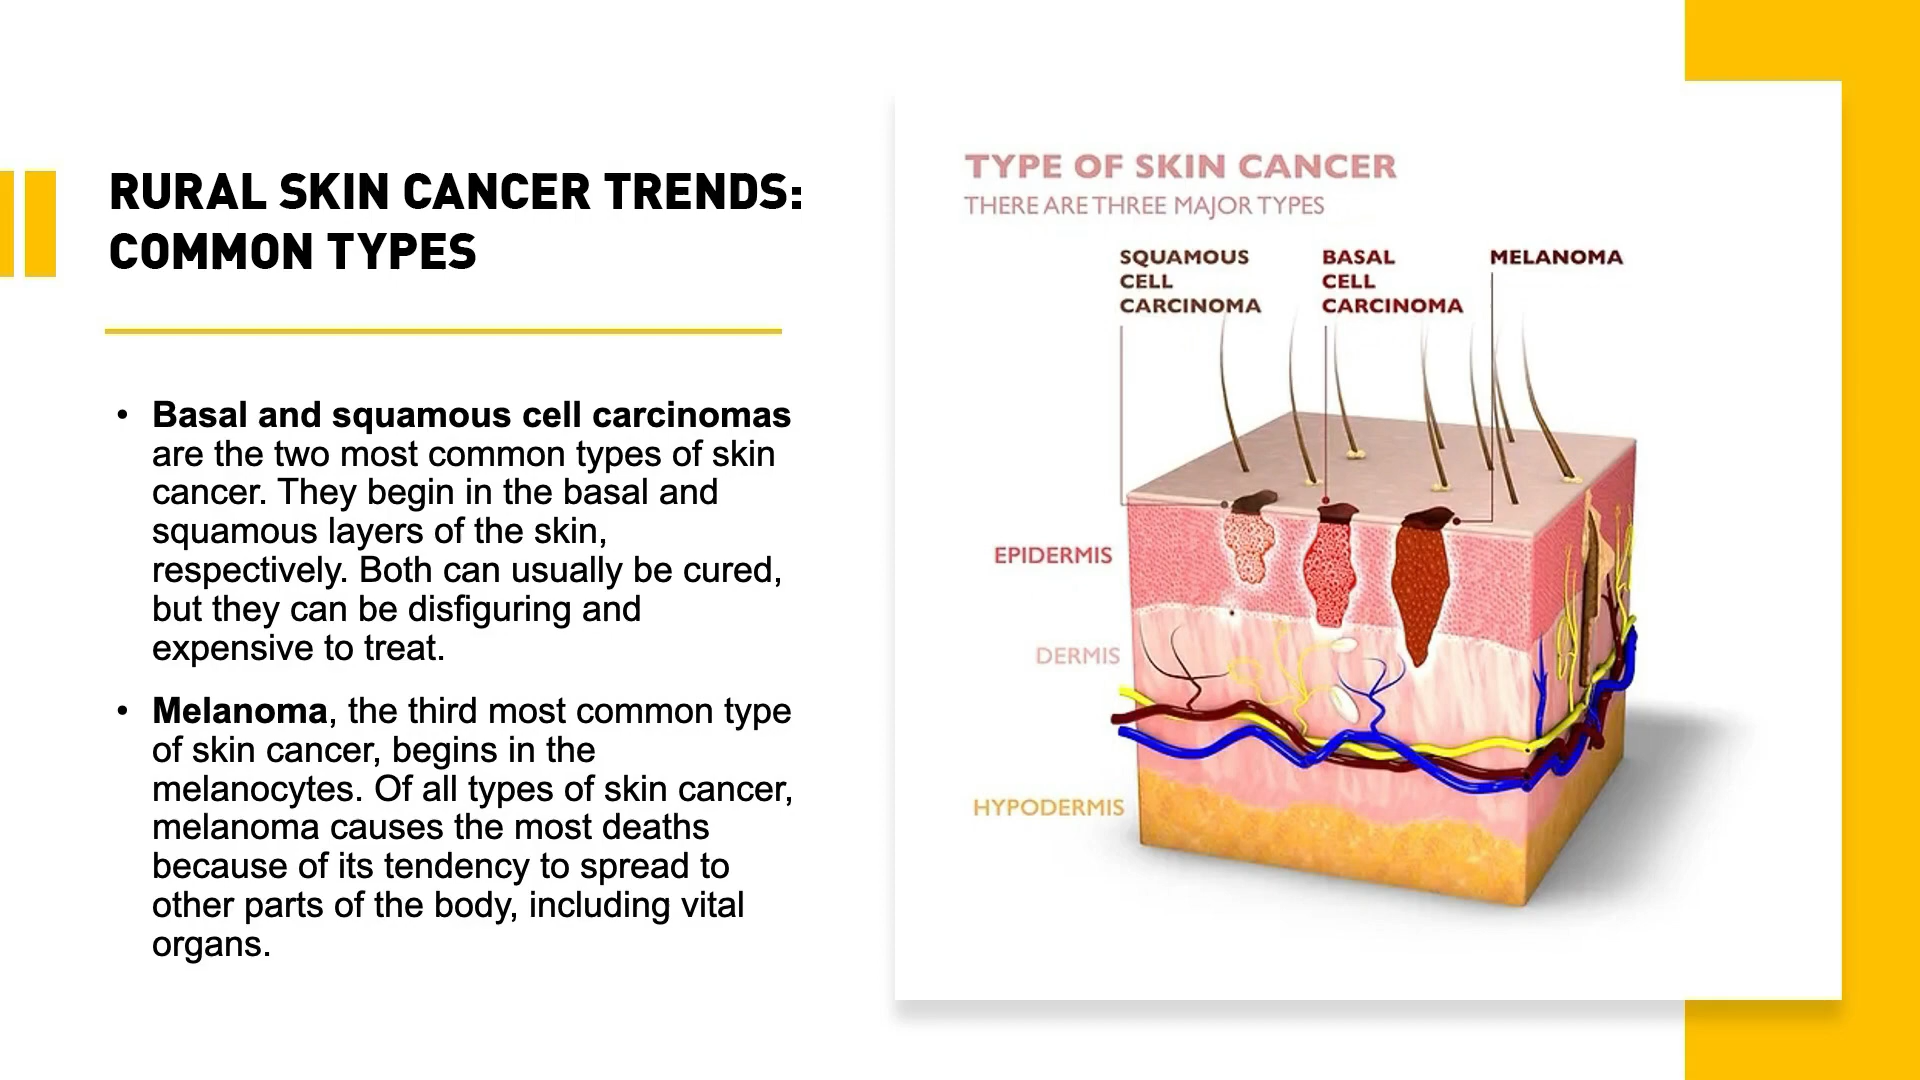 RURAL SKIN CANCER TRENDS:
COMMON TYPES
• Basal and squamous cell carcinomas
are the two most common types of skin
cancer. They begin in the basal and
squamous layers of the skin,
respectively. Both can usually be cured,
but they can be disfiguring and
expensive to treat.
• Melanoma, the third most common type
of skin cancer, begins in the
melanocytes. Of all types of skin cancer,
melanoma causes the most deaths
because of its tendency to spread to
other parts of the body, including vital
organs.
TYPE OF SKIN CANCER
THERE ARE THREE MAJOR TYPES
SQUAMOUS
CELL
CARCINOMA
BASAL
CELL
CARCINOMA
MELANOMA
EPIDERMIS
DERMIS
HYPODERMIS